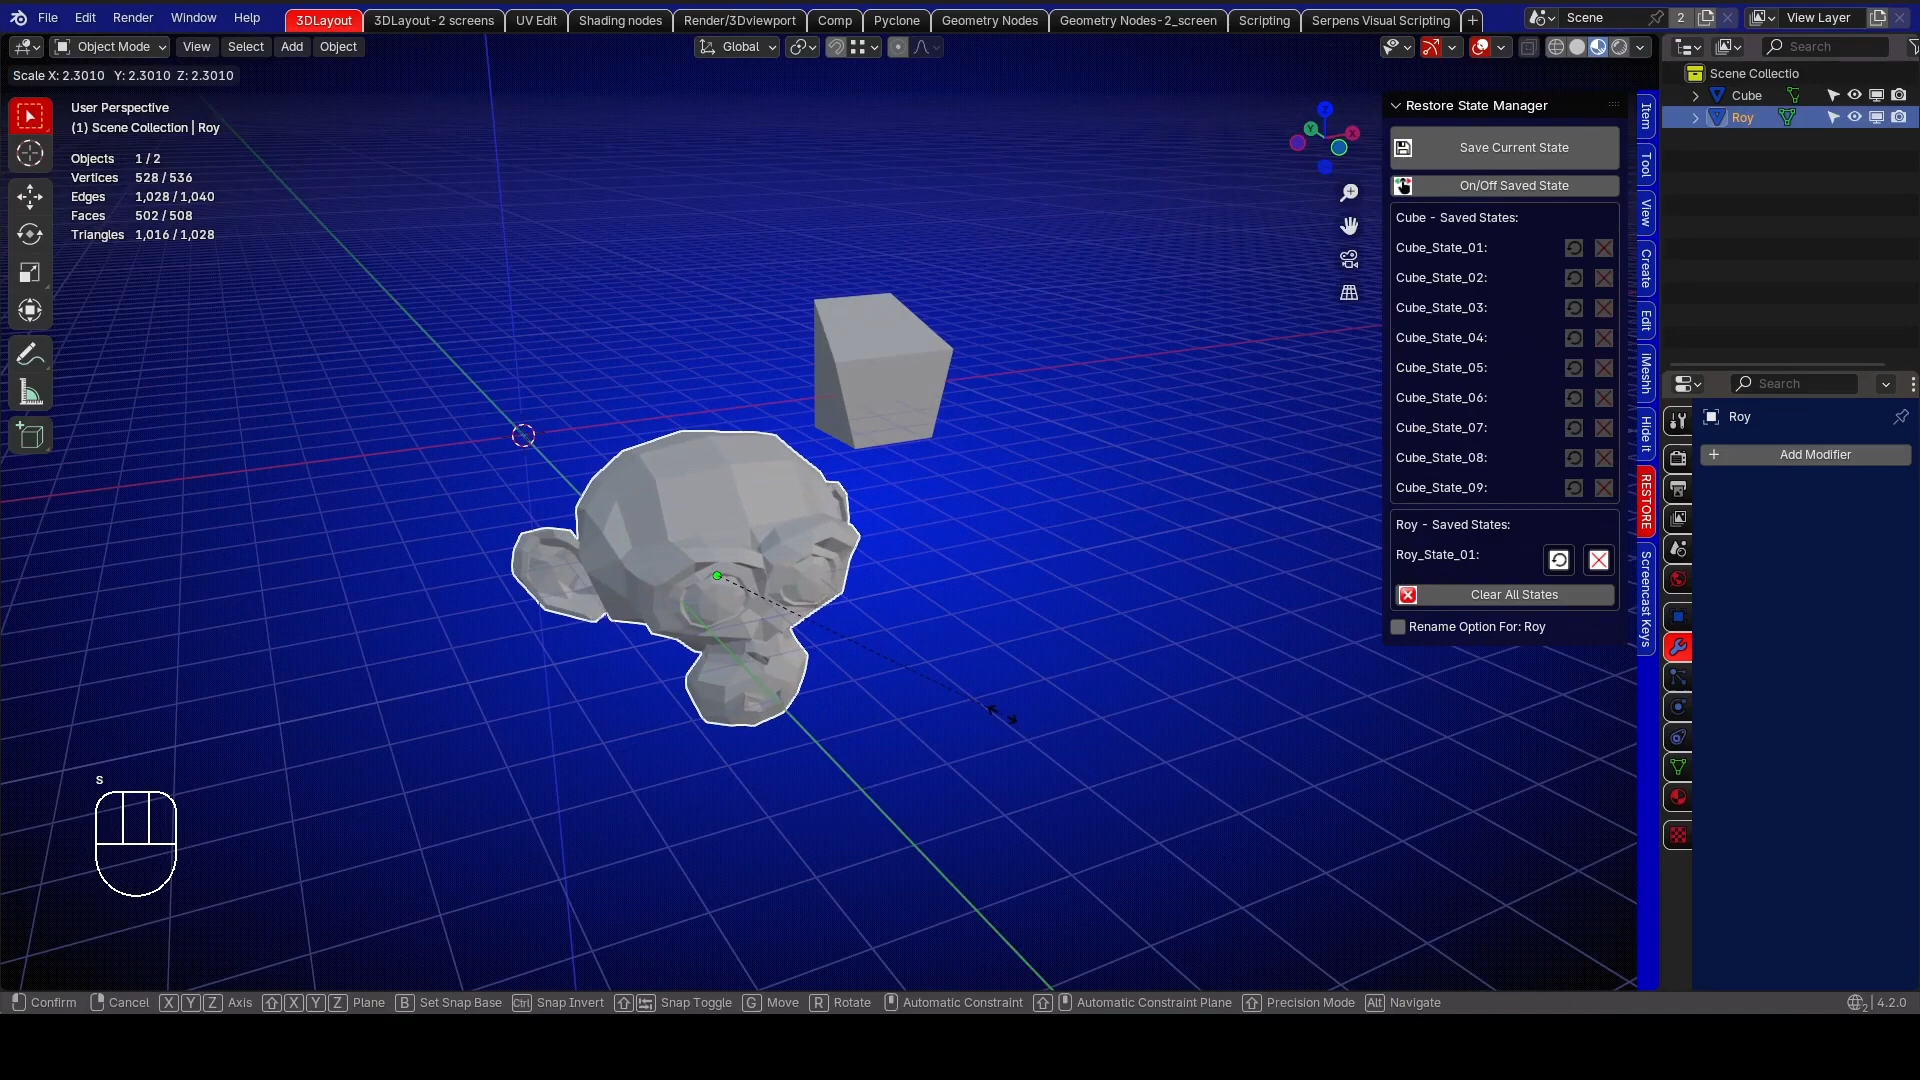 File Edit Render Window Help 3DLayout 3DLayout-2 screens UV Edit Shading nodes Render/3Dviewport Comp Pyclone Geometry Nodes Geometry Nodes-2_screen Scripting Serpens Visual Scripting + Scene 2 View Layer
Object Mode View Select Add Object Global Search
Scale X: 2.3010 Y: 2.3010 Z: 2.3010
User Perspective
(1) Scene Collection | Roy
Objects 1 / 2
Vertices 528 / 536
Edges 1,028 / 1,040
Faces 502 / 508
Triangles 1,016 / 1,028
Z
Y
X
Restore State Manager
Save Current State
On/Off Saved State
Cube - Saved States:
Cube_State_01:
Cube_State_02:
Cube_State_03:
Cube_State_04:
Cube_State_05:
Cube_State_06:
Cube_State_07:
Cube_State_08:
Cube_State_09:
Roy - Saved States:
Roy_State_01:
Clear All States
Rename Option For: Roy
Item
Tool
View
Create
Edit
iMeshh
Hide it
RESTORE
Screencast Keys
Scene Collectio
Cube
Roy
Search
Roy
+ Add Modifier
s
Confirm Cancel X Y Z Axis X Y Z Plane B Set Snap Base Ctrl Snap Invert Snap Toggle G Move R Rotate Automatic Constraint Automatic Constraint Plane Precision Mode Alt Navigate 2 4.2.0